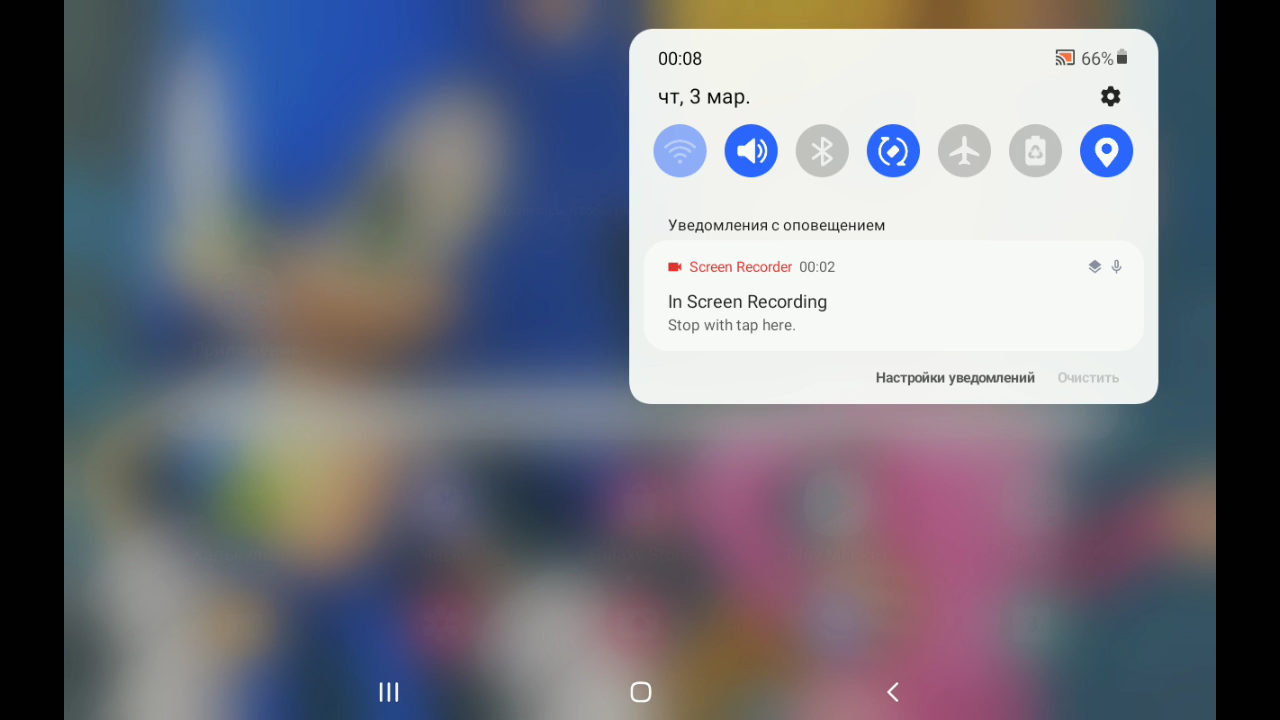 00:08
66%
чт, 3 мар.
Уведомления с оповещением
Screen Recorder 00:02
In Screen Recording
Stop with tap here.
Настройки уведомлений Очистить